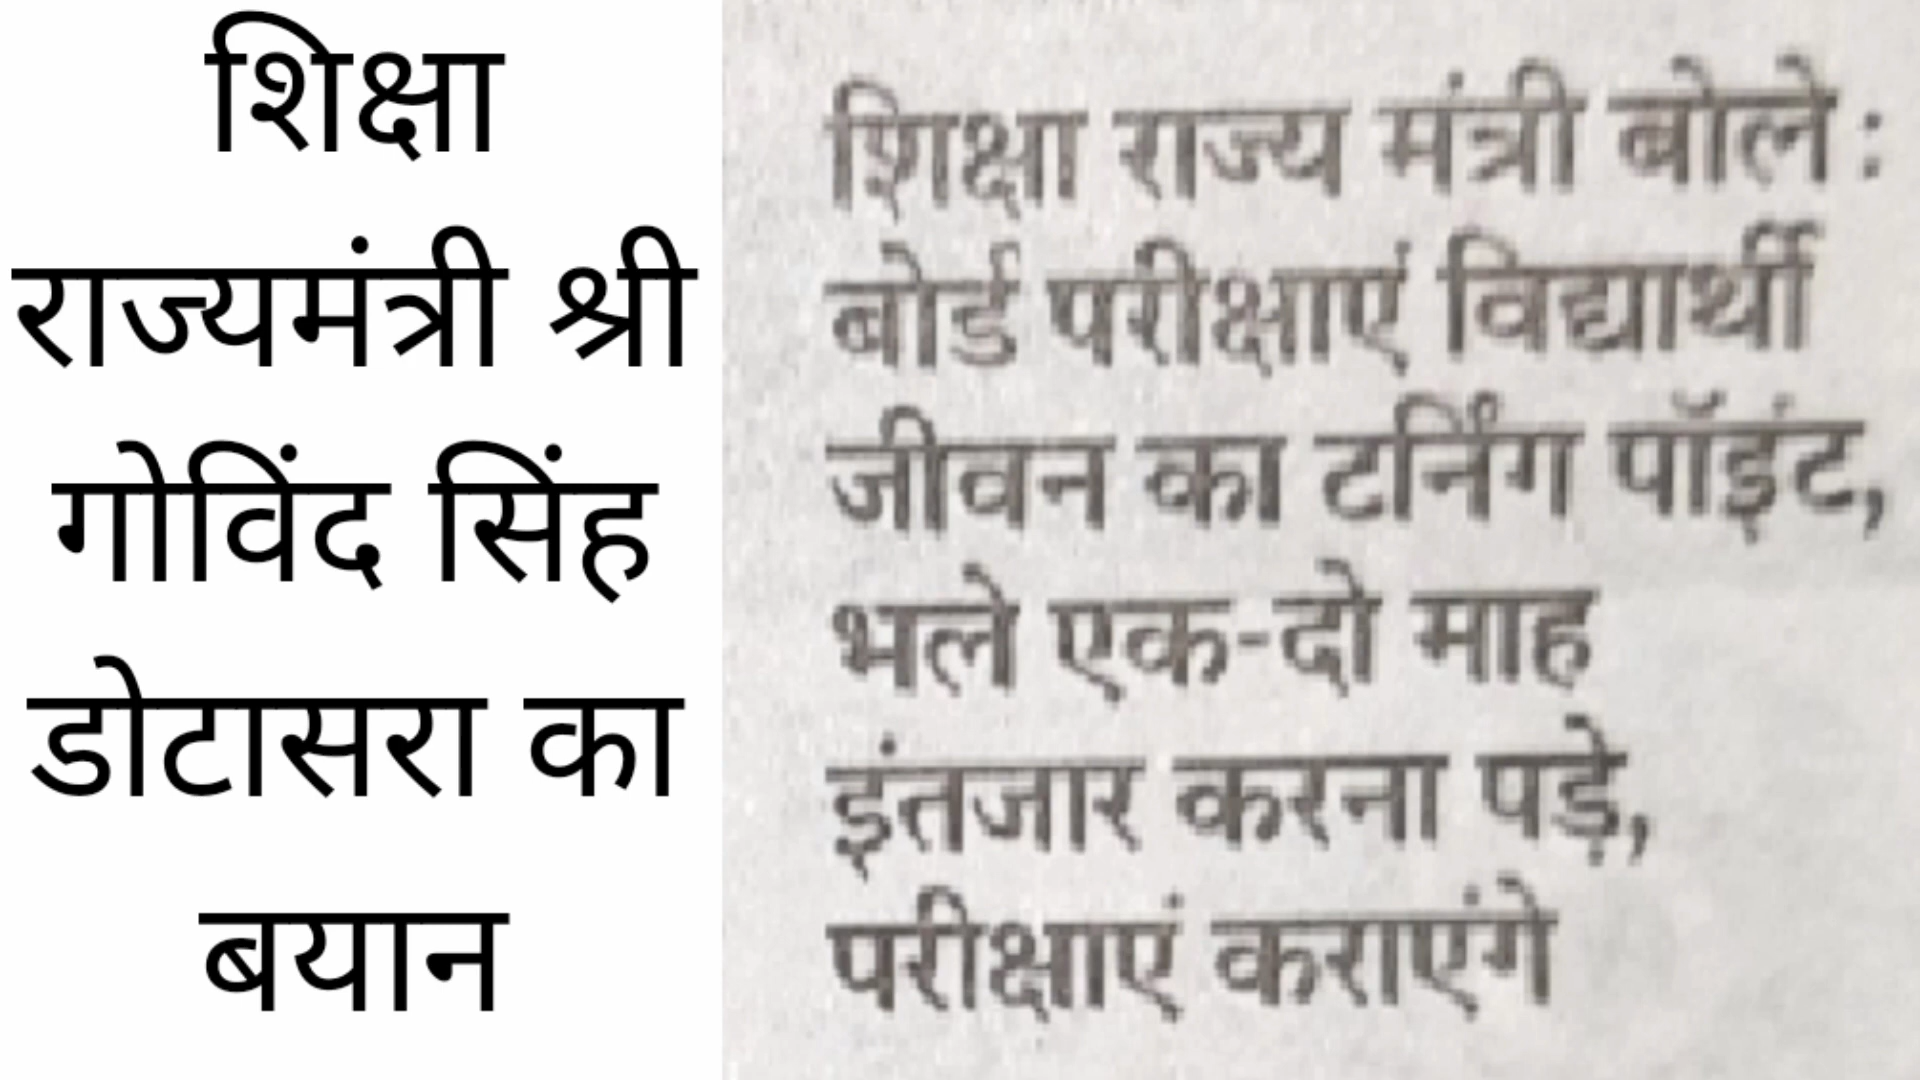 शिक्षा
राज्यमंत्री श्री
गोविंद सिंह
डोटासरा का
बयान
शिक्षा राज्य मंत्री बोले :
बोर्ड परीक्षाएं विद्यार्थी
जीवन का टर्निंग पॉइंट,
भले एक-दो माह
इंतजार करना पड़े,
परीक्षाएं कराएंगे